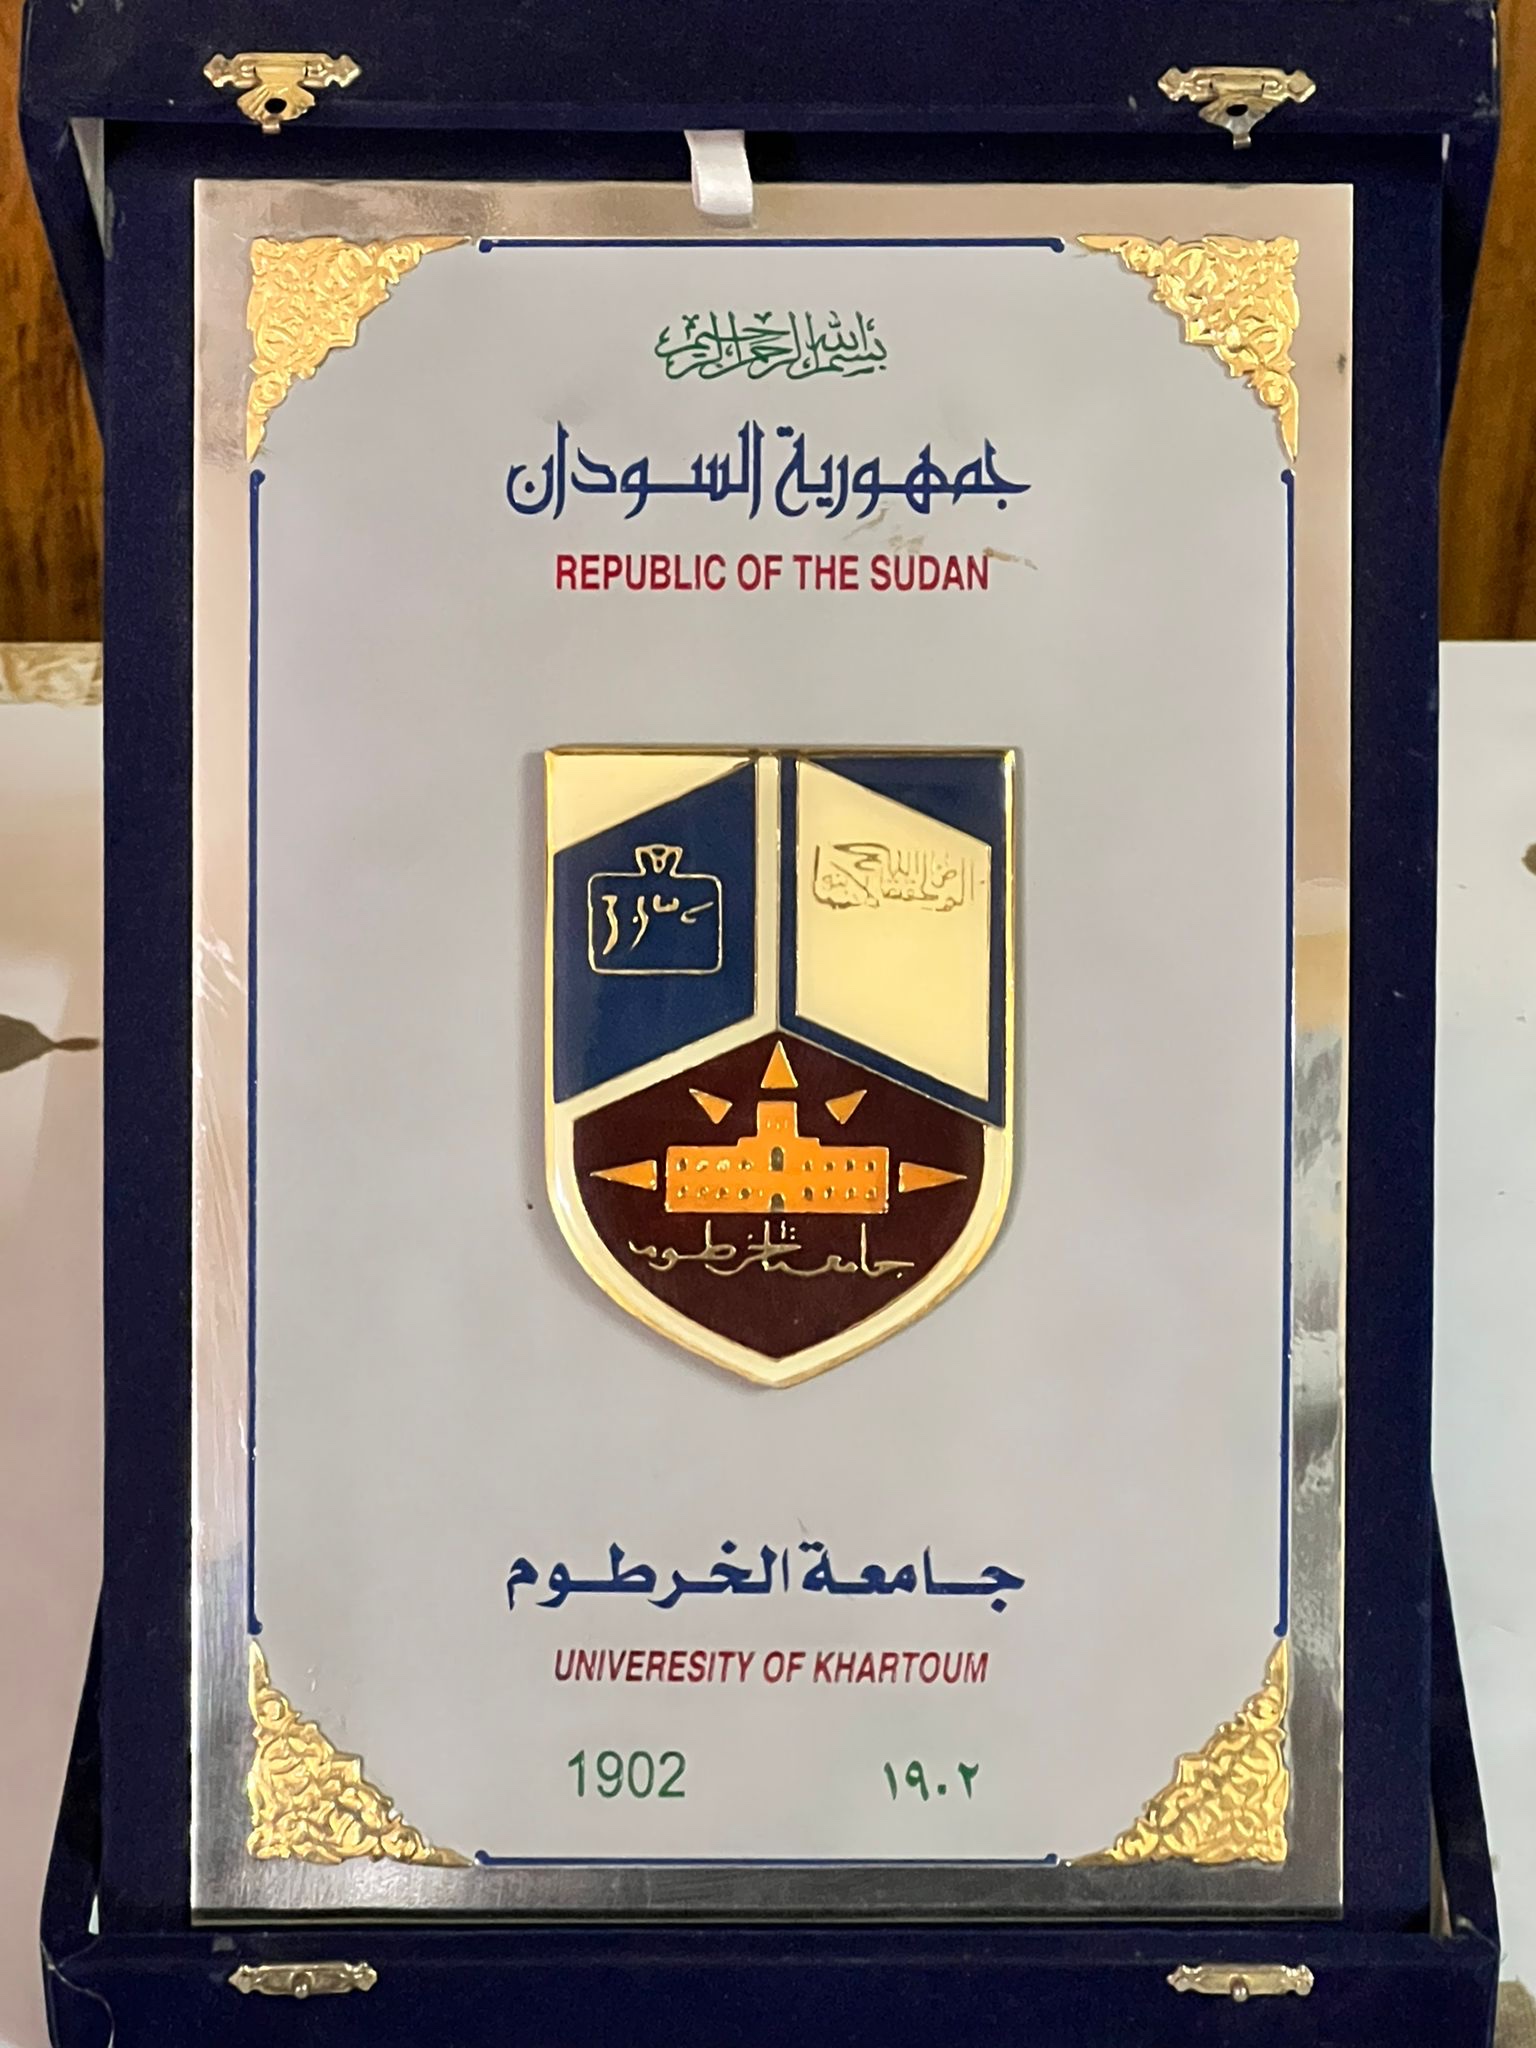 بسم الله الرحمن الرحيم
جمهورية السودان
REPUBLIC OF THE SUDAN
الله
جامعة الخرطوم
جامعة الخرطوم
UNIVERESITY OF KHARTOUM
1902 ١٩٠٢